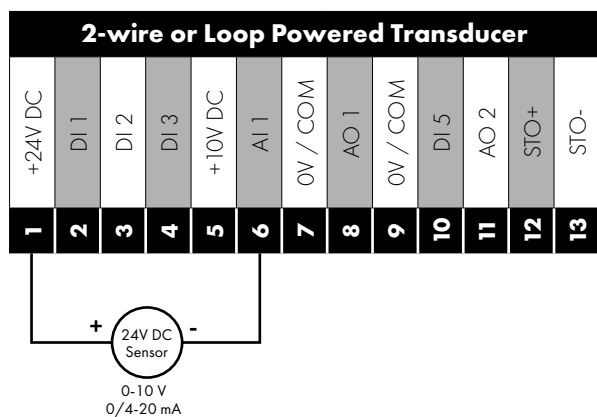 2-wire or Loop Powered Transducer
+24V DC
DI 1
DI 2
DI 3
+10V DC
AI 1
0V / COM
AO 1
0V / COM
DI 5
AO 2
STO+
STO-
1
2
3
4
5
6
7
8
9
10
11
12
13
+
-
24V DC
Sensor
0-10 V
0/4-20 mA